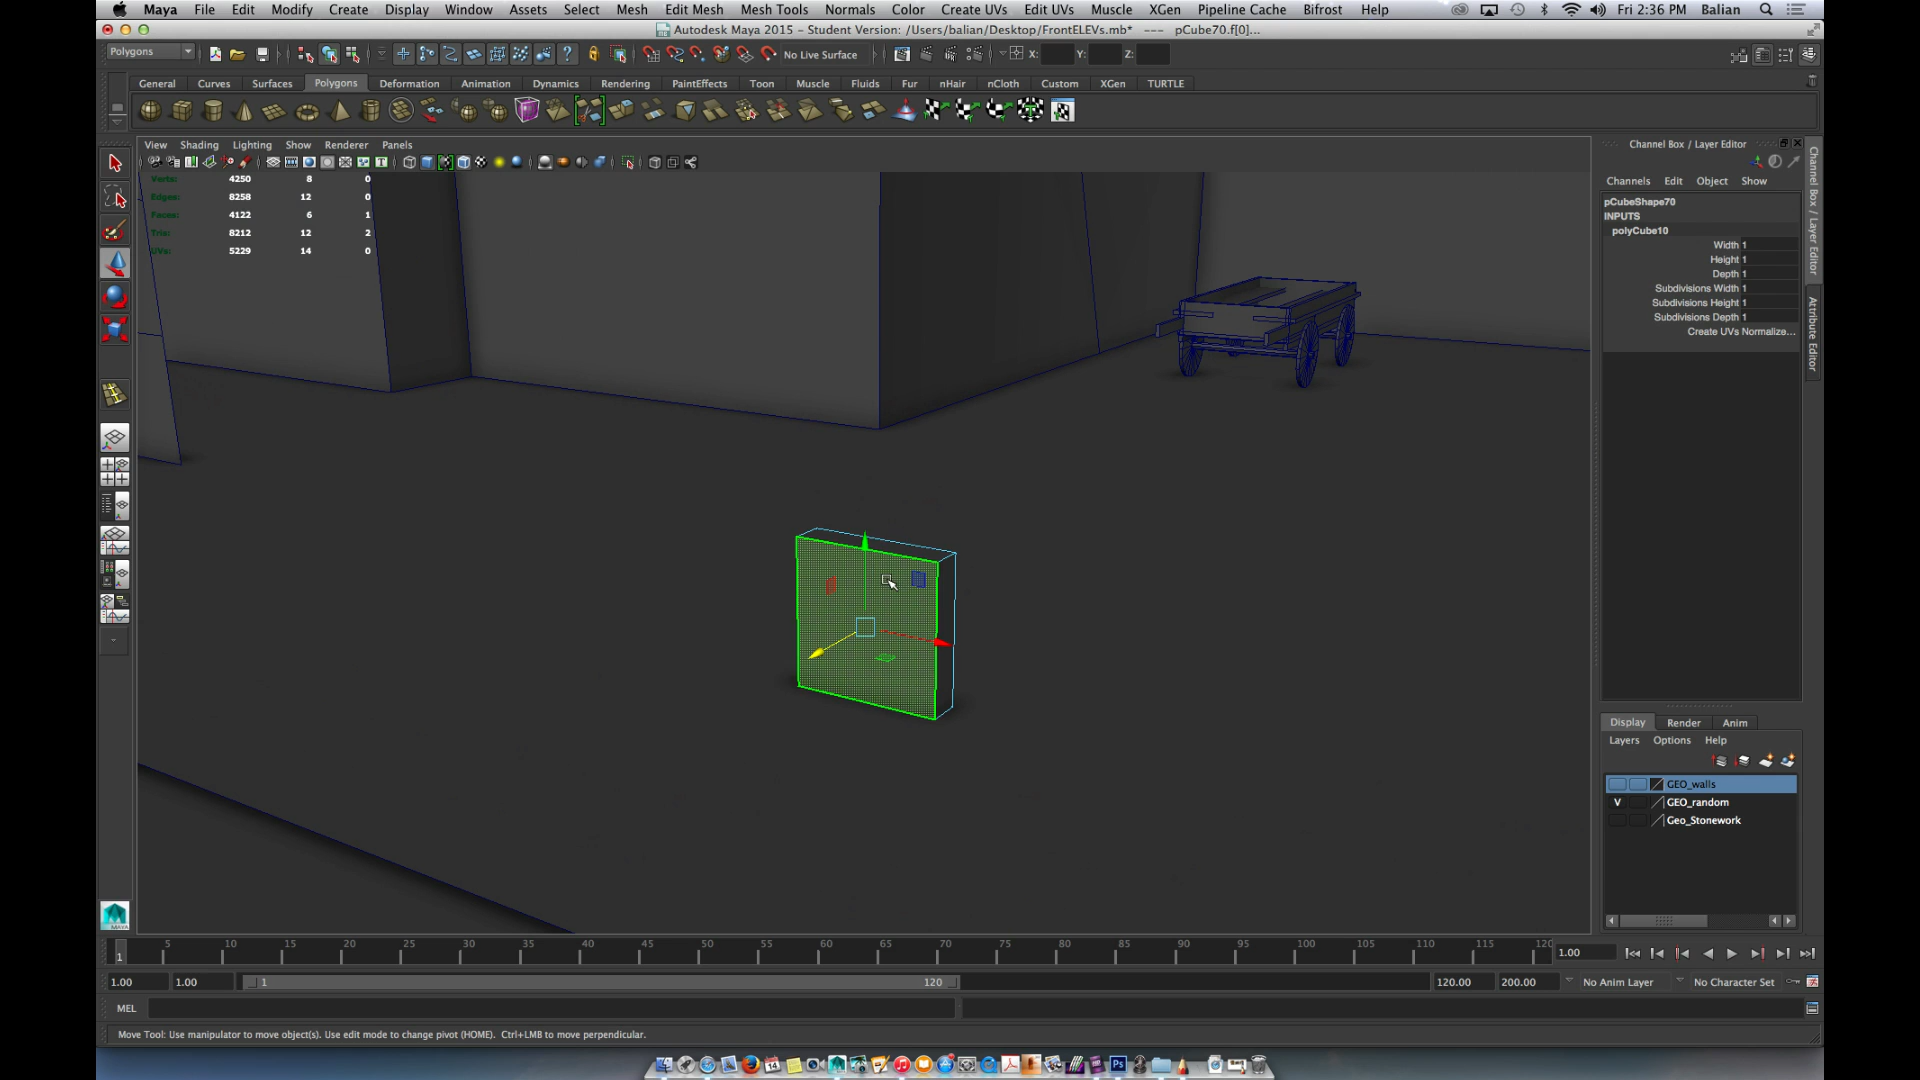 Maya File Edit Modify Create Display Window Assets Select Mesh Edit Mesh Mesh Tools Normals Color Create UVs Edit UVs Muscle XGen Pipeline Cache Bifrost Help Fri 2:36 PM Balian
Autodesk Maya 2015 - Student Version: /Users/balian/Desktop/FrontELEVs.mb* --- pCube70.f[0]...
Polygons No Live Surface X: Y: Z:
General Curves Surfaces Polygons Deformation Animation Dynamics Rendering PaintEffects Toon Muscle Fluids Fur nHair nCloth Custom XGen TURTLE
View Shading Lighting Show Renderer Panels
Channel Box / Layer Editor
Channels Edit Object Show
Verts: 4250 8 0
Edges: 8258 12 0
Faces: 4122 6 1
Tris: 8212 12 2
UVs: 5229 14 0
pCubeShape70
INPUTS
polyCube10
Width 1
Height 1
Depth 1
Subdivisions Width 1
Subdivisions Height 1
Subdivisions Depth 1
Create UVs Normalize...
Channel Box / Layer Editor
Attribute Editor
Display Render Anim
Layers Options Help
GEO_walls
V GEO_random
Geo_Stonework
MAYA
1 5 10 15 20 25 30 35 40 45 50 55 60 65 70 75 80 85 90 95 100 105 110 115 120 1.00
1.00 1.00 1 120 120.00 200.00 No Anim Layer No Character Set
MEL
Move Tool: Use manipulator to move object(s). Use edit mode to change pivot (HOME). Ctrl+LMB to move perpendicular.
14 Ps